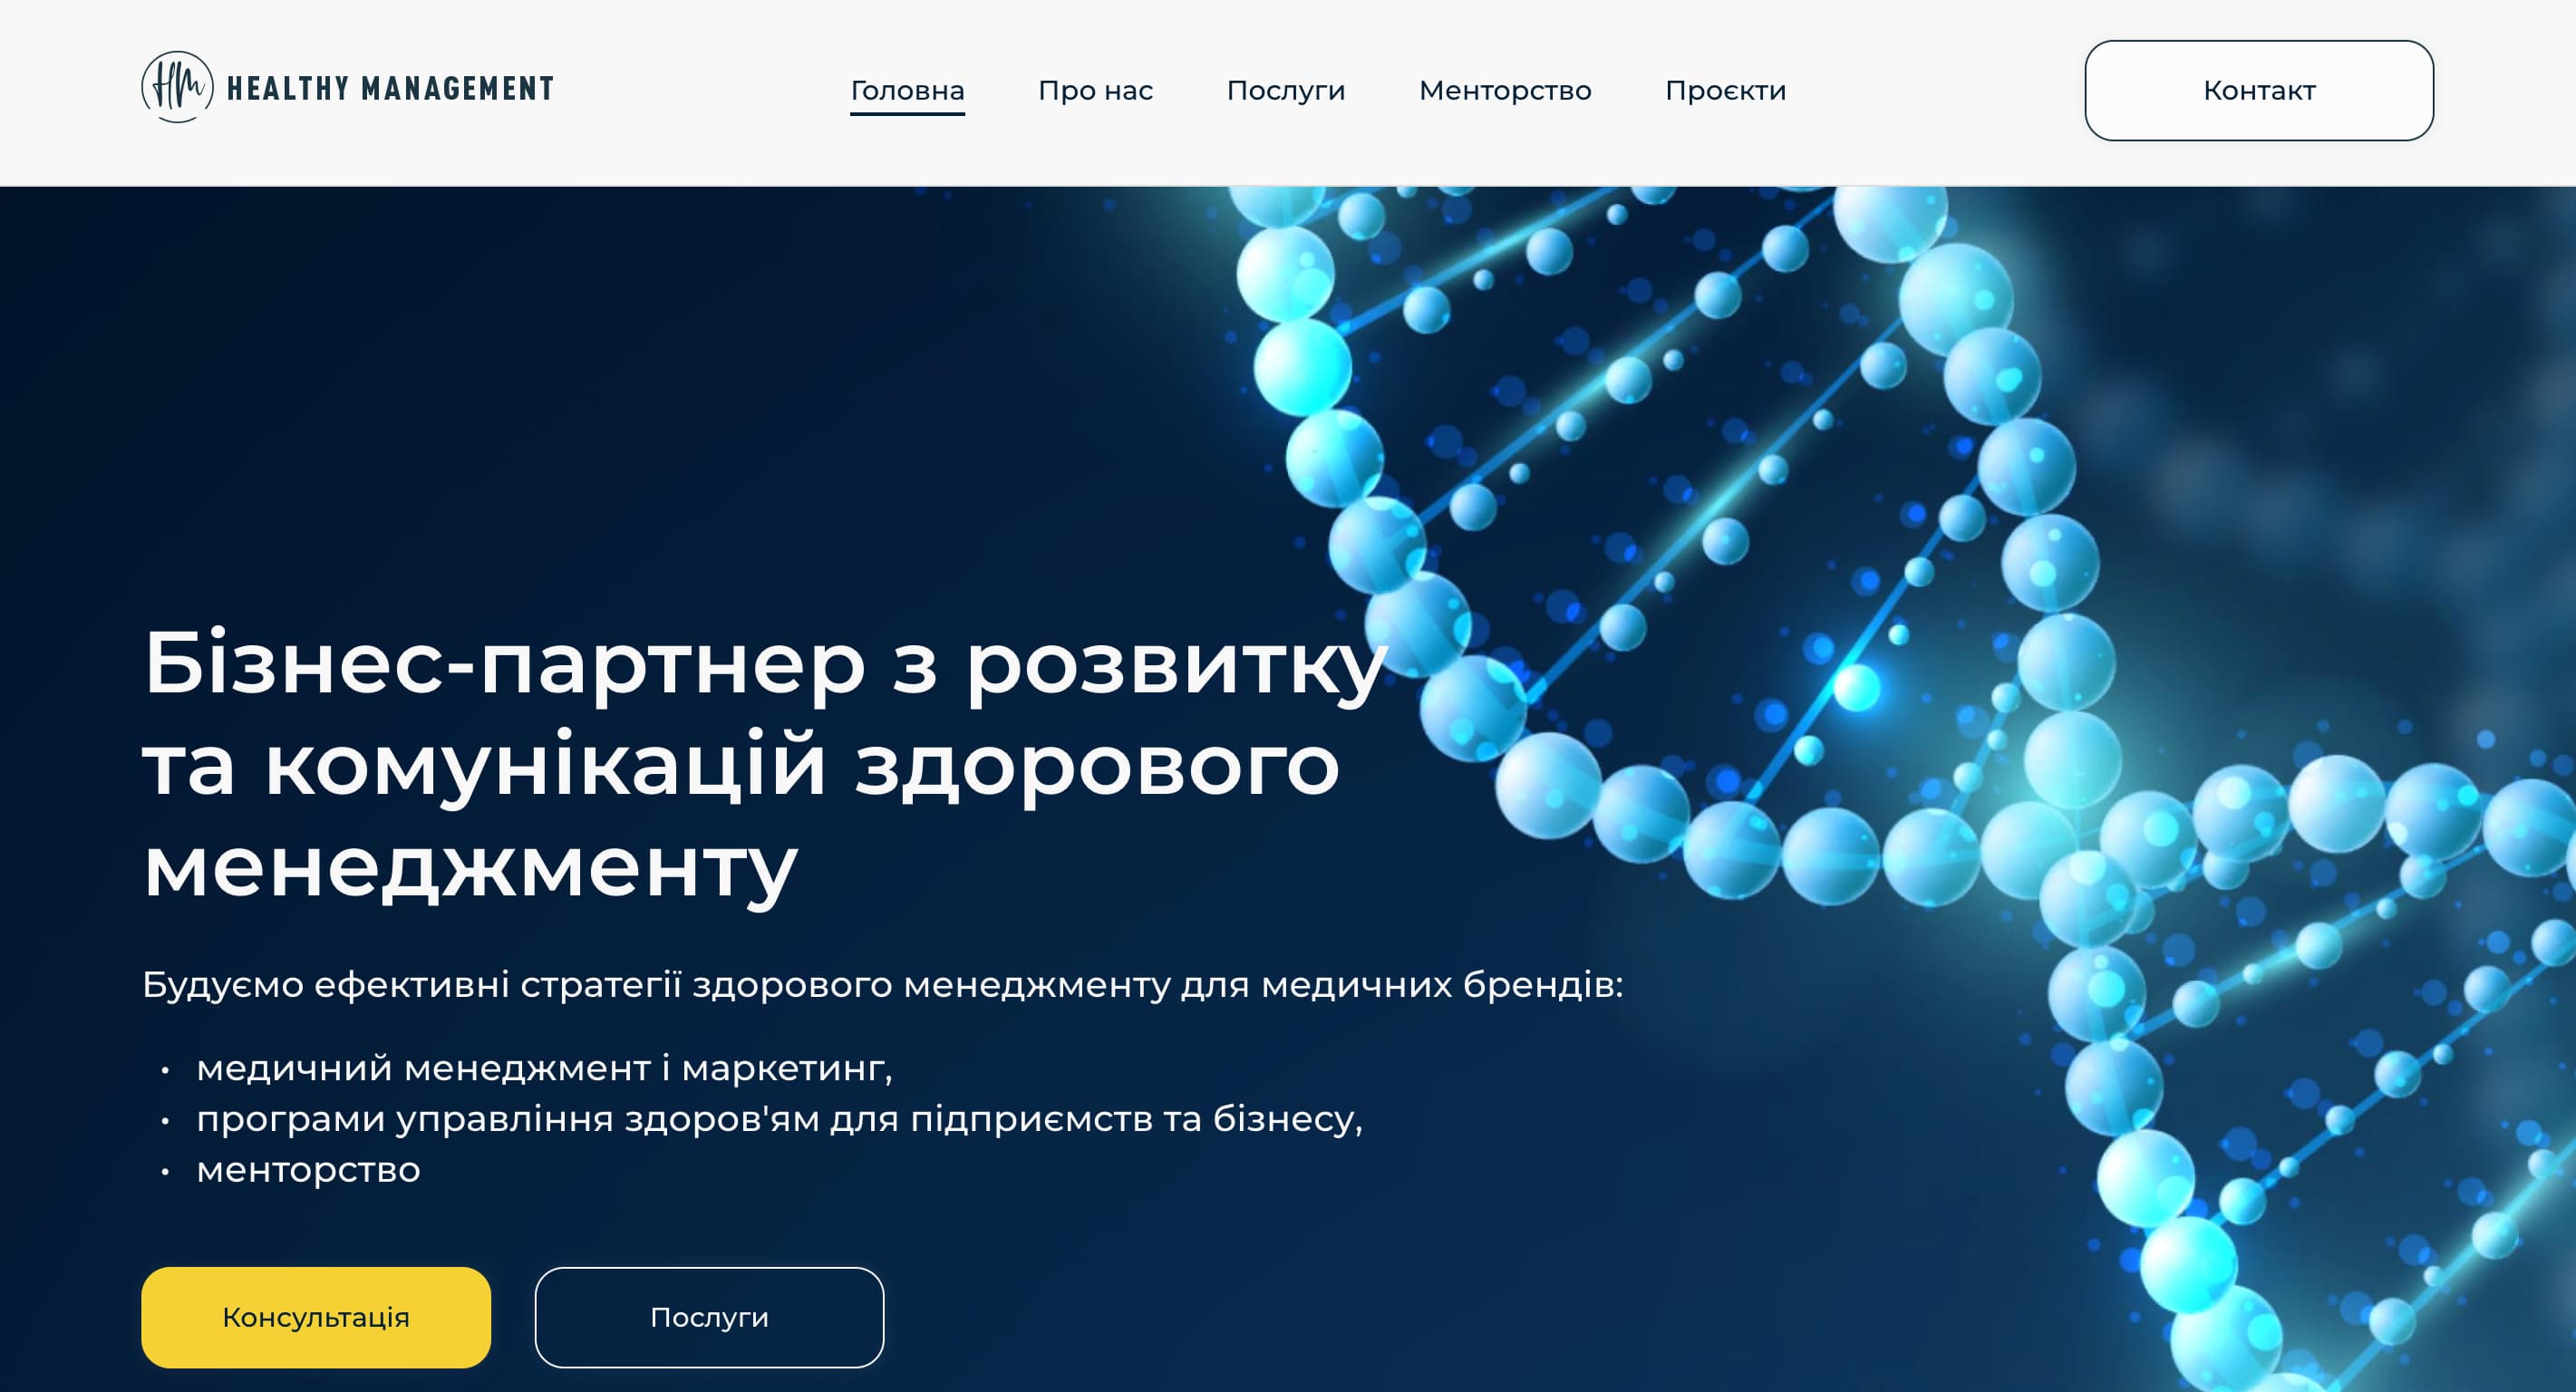 HM HEALTHY MANAGEMENT
Головна Про нас Послуги Менторство Проєкти
Контакт
Бізнес-партнер з розвитку
та комунікацій здорового
менеджменту
Будуємо ефективні стратегії здорового менеджменту для медичних брендів:
• медичний менеджмент і маркетинг,
• програми управління здоров'ям для підприємств та бізнесу,
• менторство
Консультація Послуги